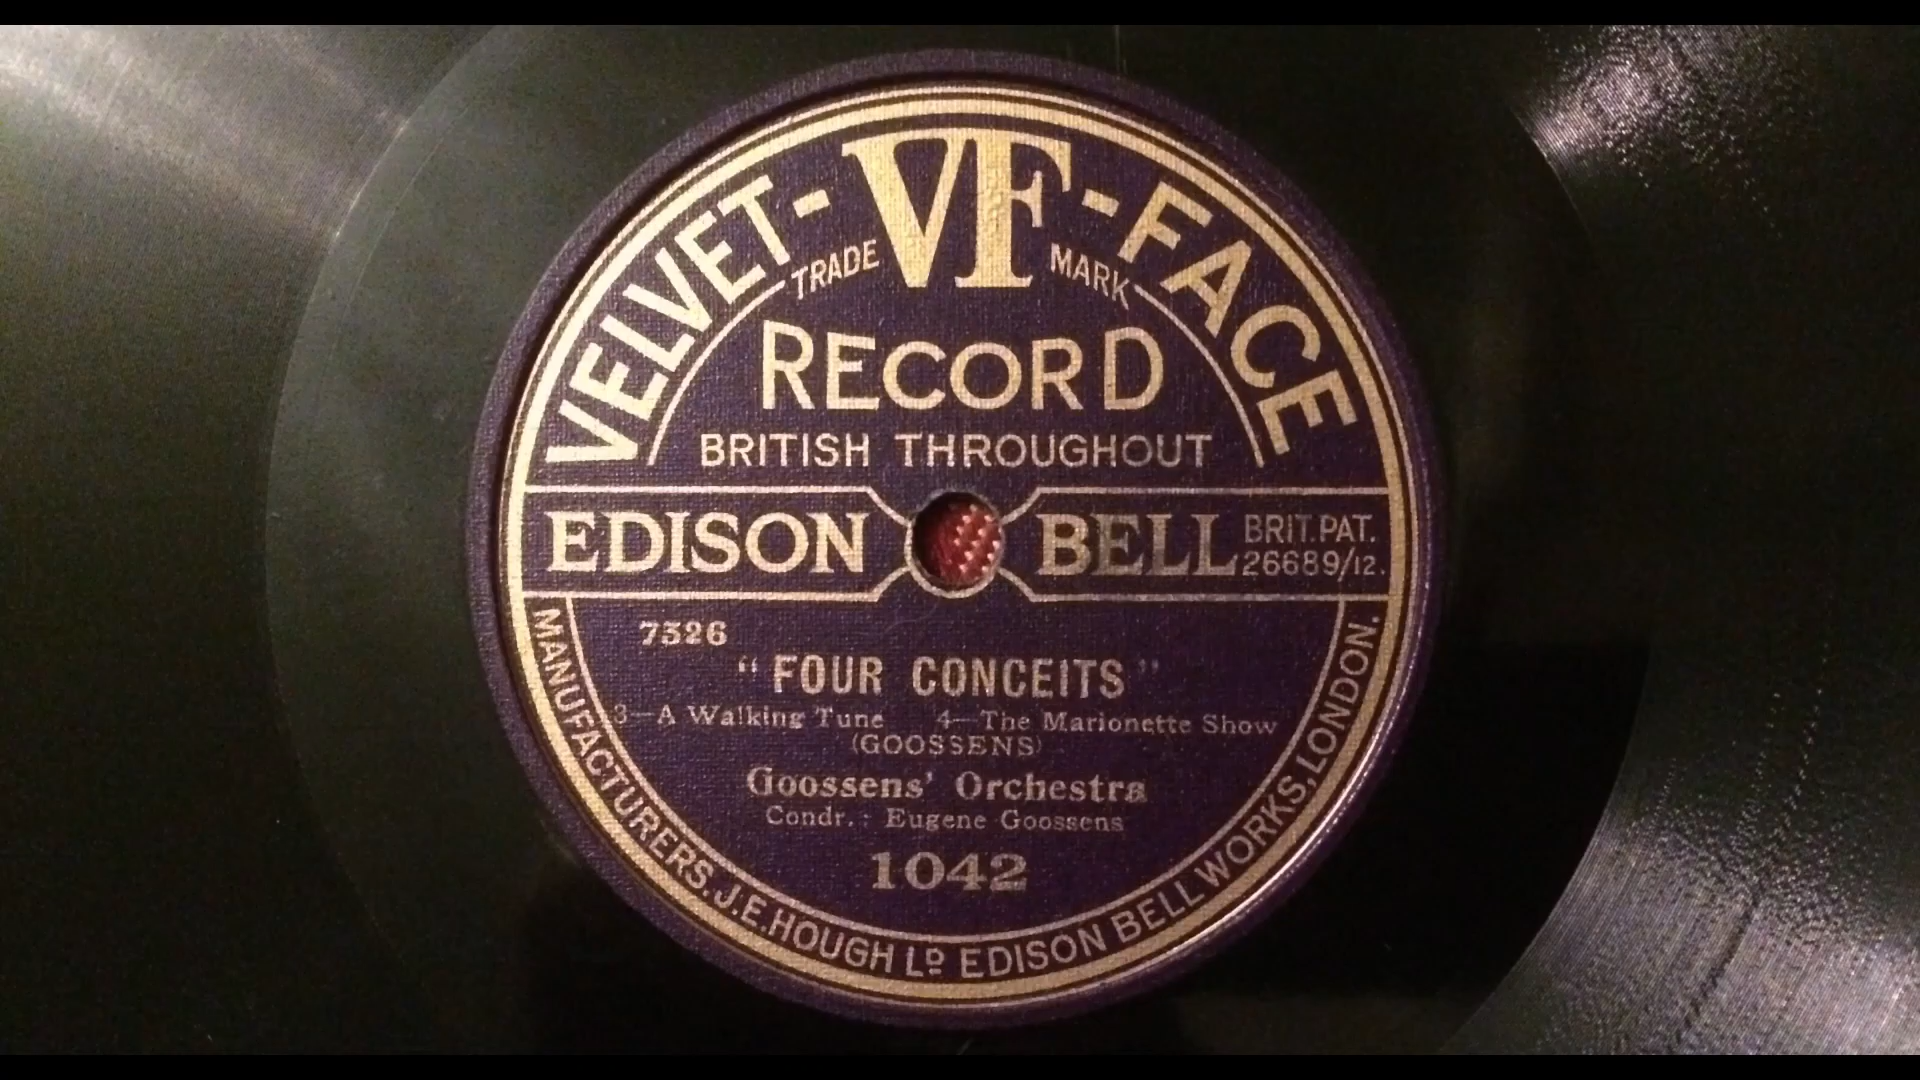 VELVET-VF-FACE
TRADE MARK
RECORD
BRITISH THROUGHOUT
EDISON BELL BRIT. PAT. 26689/12.
7326
“FOUR CONCEITS”
3—A Walking Tune 4—The Marionette Show
(GOOSSENS)
Goossens' Orchestra
Condr.: Eugene Goossens
1042
MANUFACTURERS. J.E. HOUGH LD EDISON BELL WORKS, LONDON.